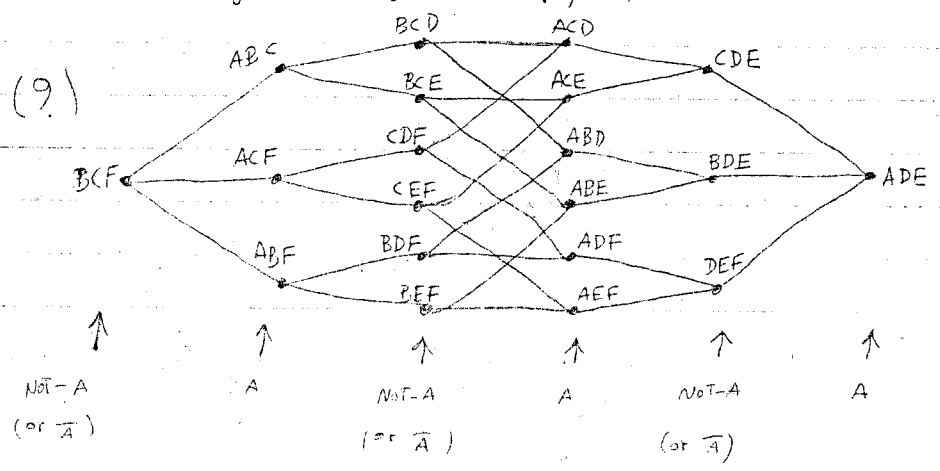 BCD ACD
ABC CDE
(9.) BCE ACE
CDF ABD
BCF ACF BDE ADE
CEF ABE
ABF BDF ADF DEF
BEF AEF
NOT-A A NOT-A A NOT-A A
(or A̅) (or A̅) (or A̅)